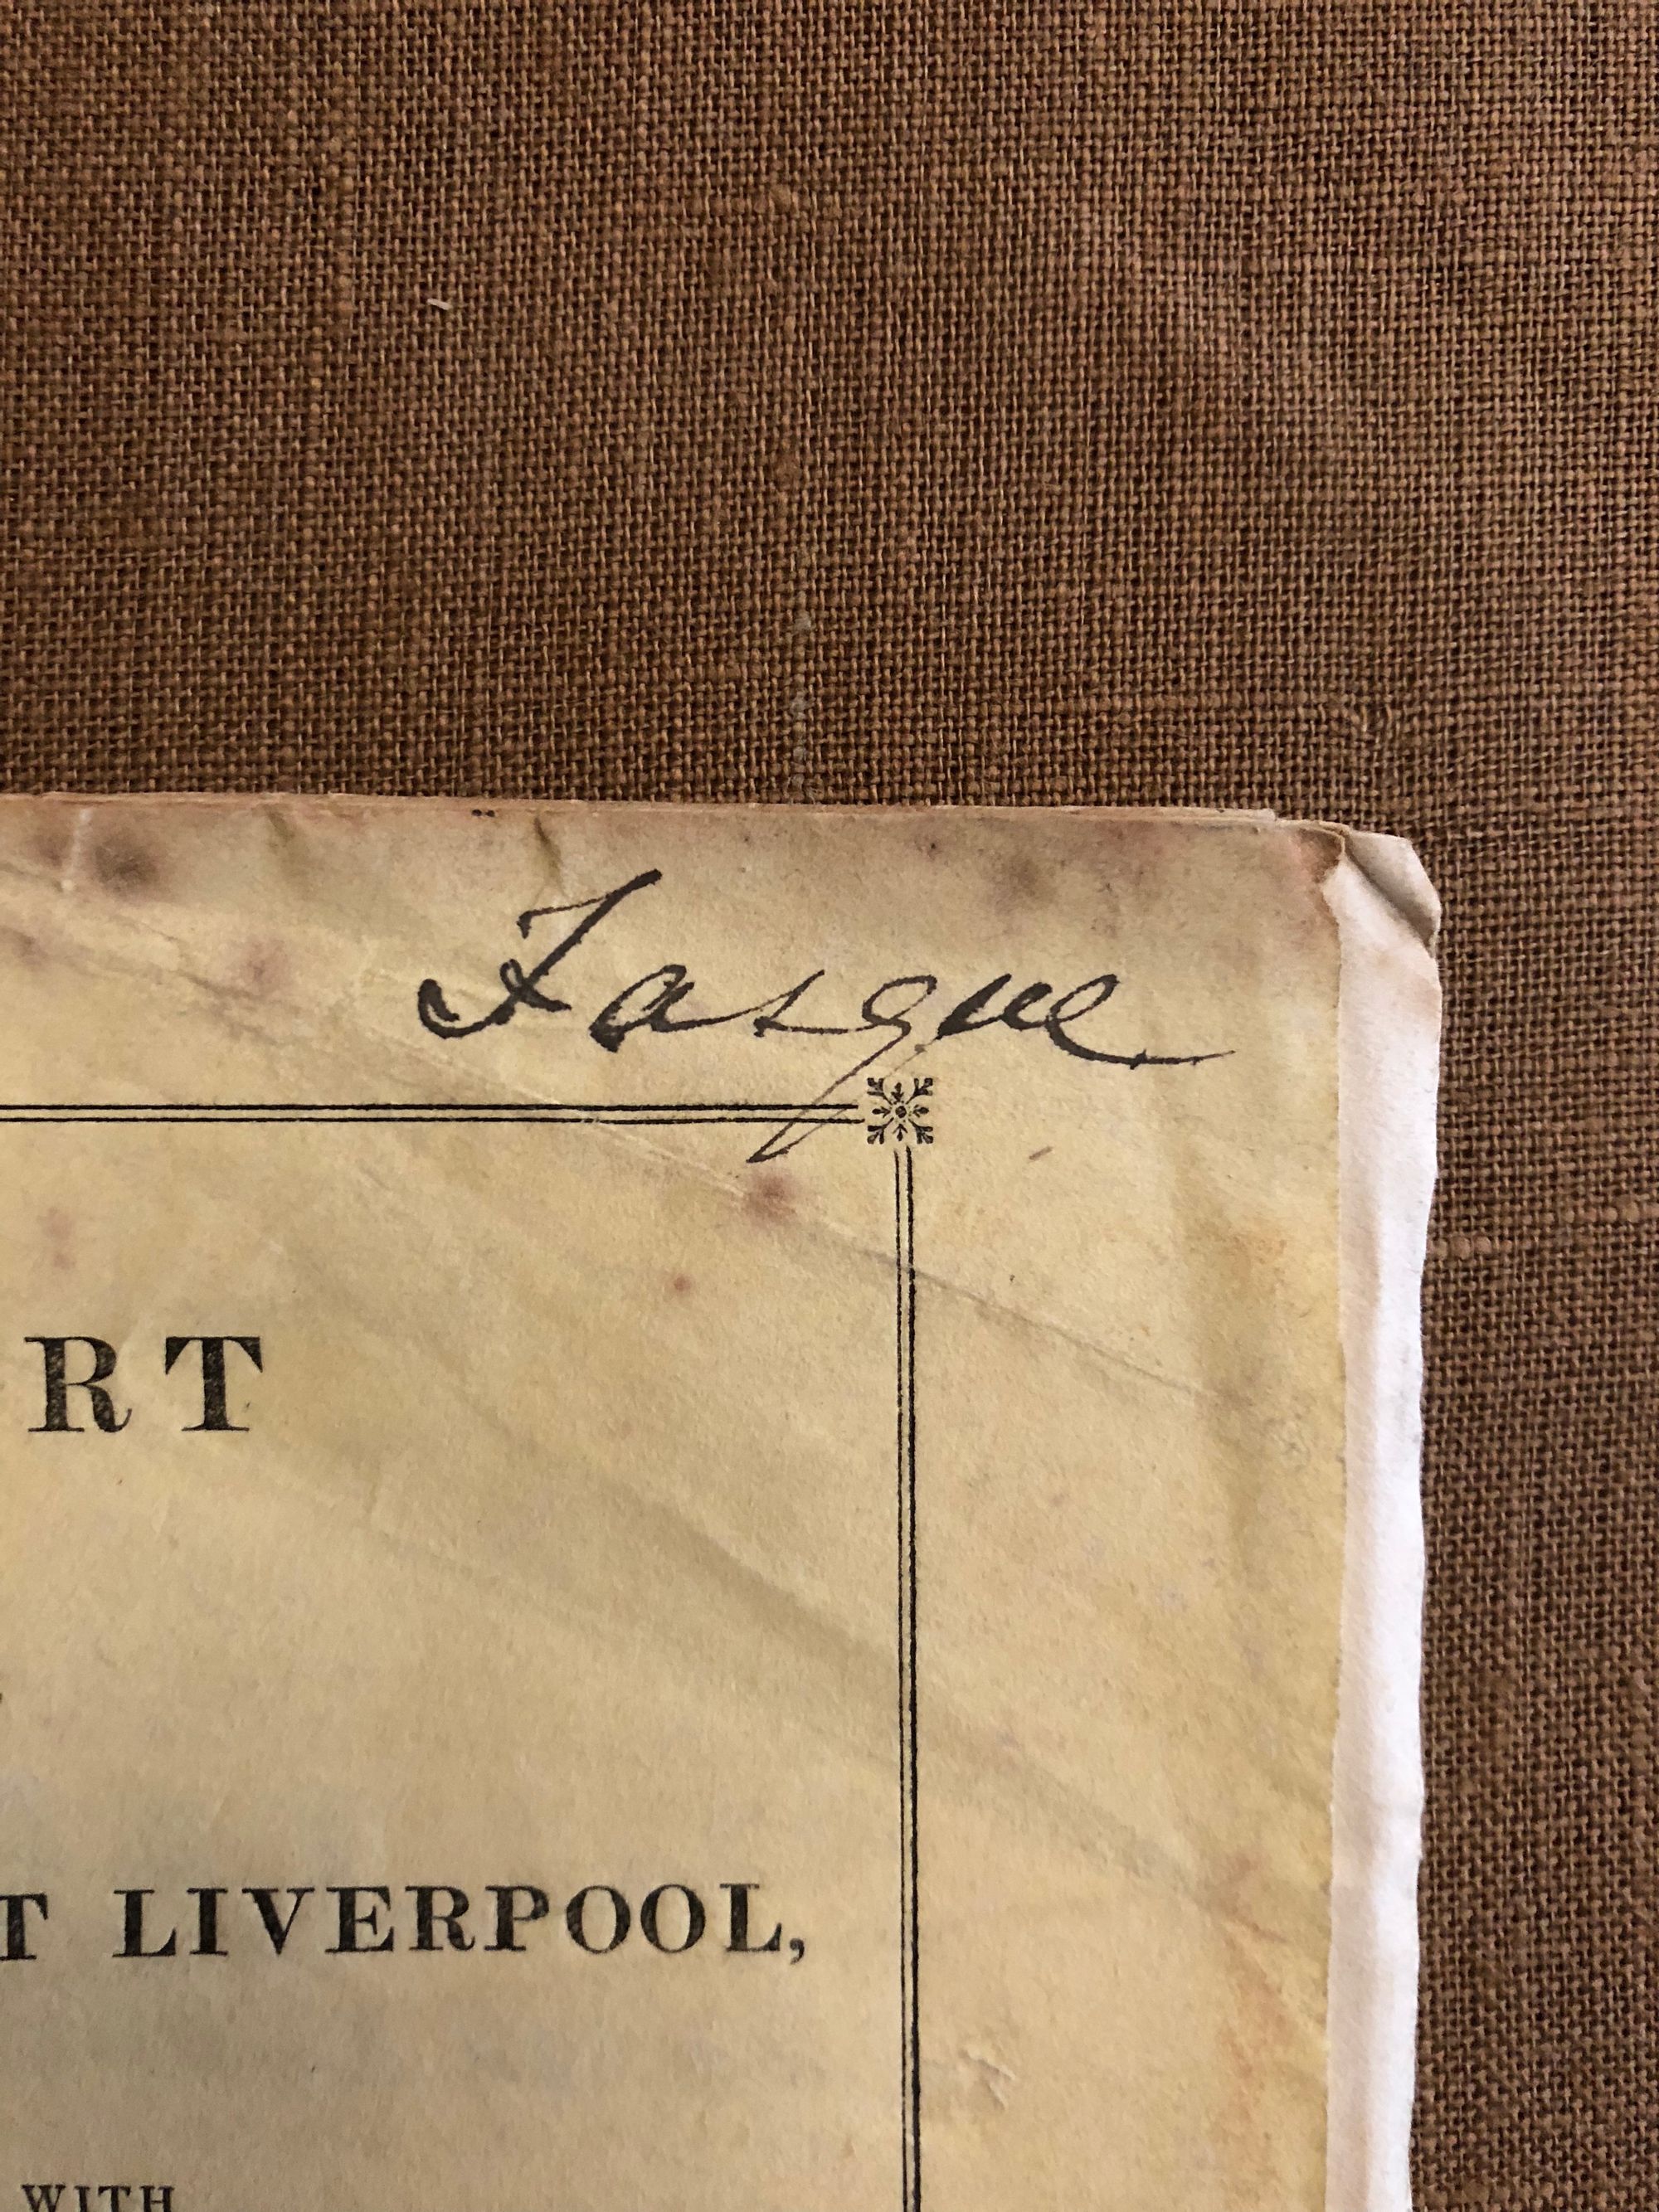 Fasque
RT
T LIVERPOOL,
WITH